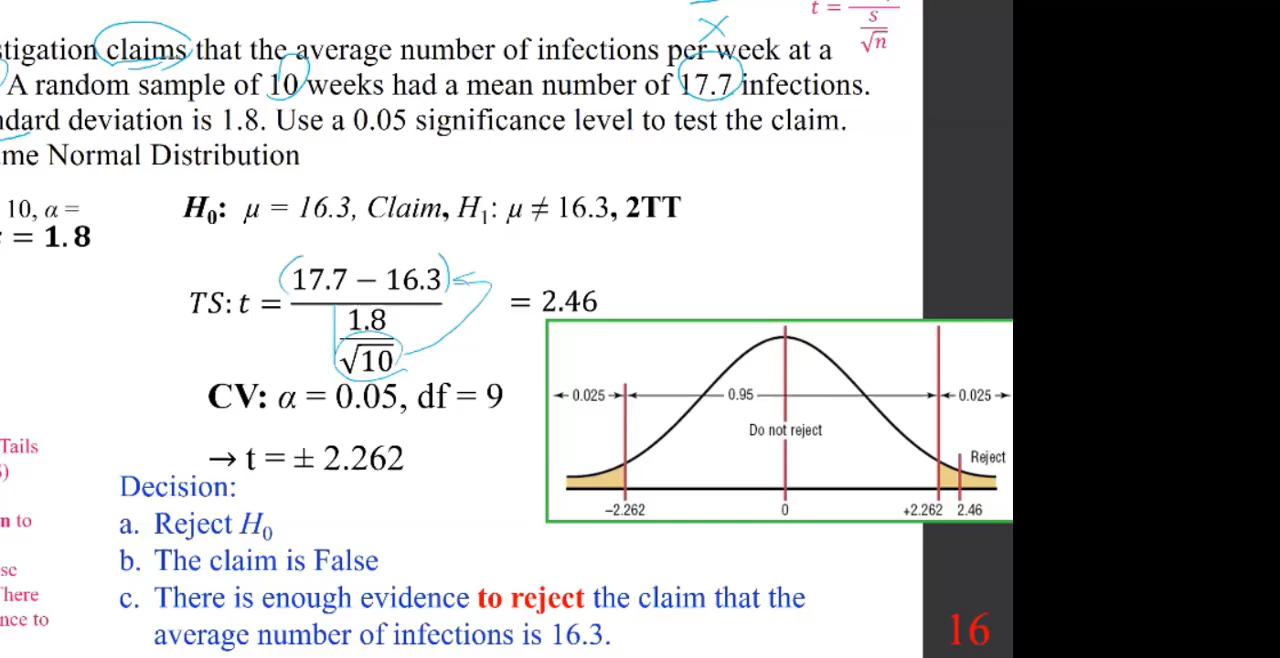 t =
s
√n
x
stigation claims that the average number of infections per week at a
A random sample of 10 weeks had a mean number of 17.7 infections.
ndard deviation is 1.8. Use a 0.05 significance level to test the claim.
me Normal Distribution
10, α =
= 1.8
H₀: μ = 16.3, Claim, H₁: μ ≠ 16.3, 2TT
17.7 − 16.3
TS: t = = 2.46
1.8
√10
CV: α = 0.05, df = 9
→ t = ± 2.262
0.025 0.95 0.025
Do not reject
Reject
−2.262 0 +2.262 2.46
Tails
)
n to
se
here
nce to
Decision:
a. Reject H₀
b. The claim is False
c. There is enough evidence to reject the claim that the
average number of infections is 16.3.
16